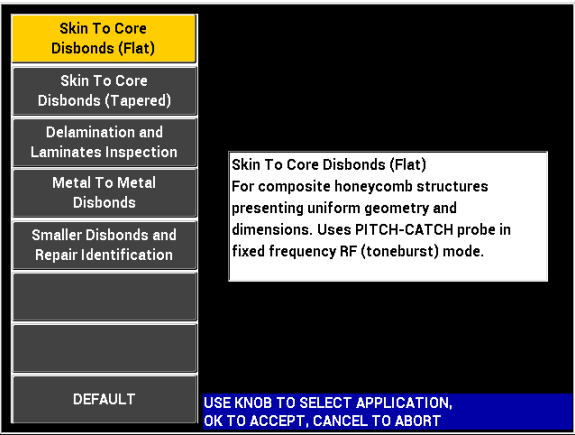 Skin To Core
Disbonds (Flat)
Skin To Core
Disbonds (Tapered)
Delamination and
Laminates Inspection
Metal To Metal
Disbonds
Smaller Disbonds and
Repair Identification
DEFAULT
Skin To Core Disbonds (Flat)
For composite honeycomb structures
presenting uniform geometry and
dimensions. Uses PITCH-CATCH probe in
fixed frequency RF (toneburst) mode.
USE KNOB TO SELECT APPLICATION,
OK TO ACCEPT, CANCEL TO ABORT